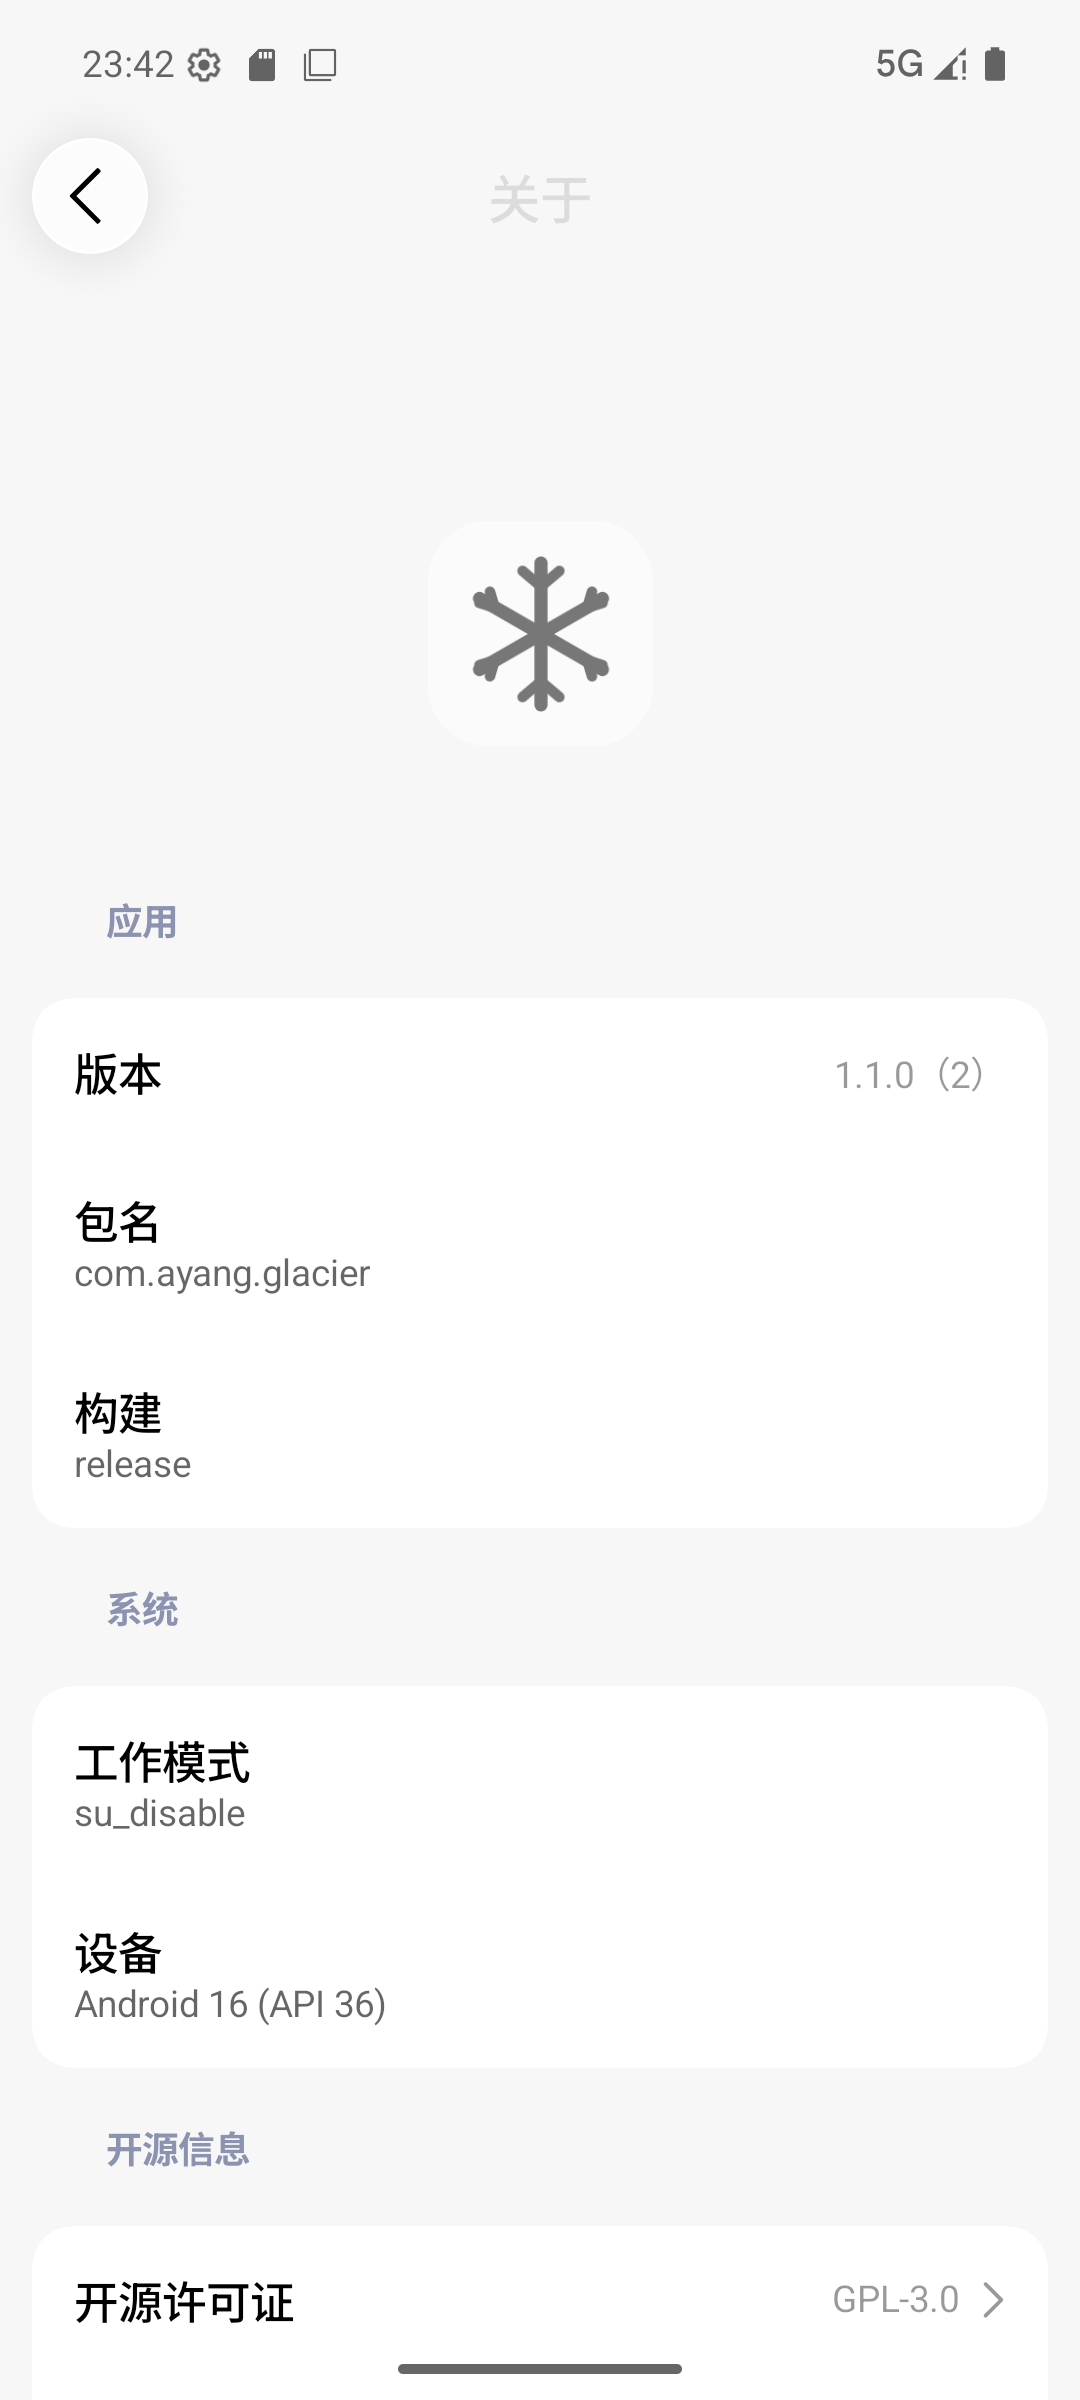 23:42
5G
关于
应用
版本
1.1.0（2）
包名
com.ayang.glacier
构建
release
系统
工作模式
su_disable
设备
Android 16 (API 36)
开源信息
开源许可证
GPL-3.0